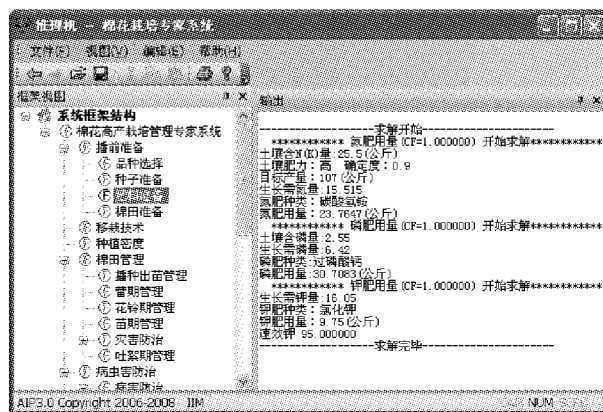 推理机 - 棉花栽培专家系统
文件(F) 视图(V) 编辑(E) 帮助(H)
框架视图
系统框架结构
棉花高产栽培管理专家系统
播前准备
品种选择
种子准备
棉田准备
移栽技术
种植密度
棉田管理
播种出苗管理
蕾期管理
花铃期管理
苗期管理
灾害防治
吐絮期管理
病虫害防治
病害防治
输出
--------------------求解开始--------------------
*********** 氮肥用量(CF=1.000000) 开始求解***********
土壤含N(K)量:25.5(公斤)
土壤肥力:高 确定度:0.9
目标产量:107(公斤)
生长需氮量:15.515
氮肥种类:碳酸氢铵
氮肥用量:23.7647(公斤)
*********** 磷肥用量(CF=1.000000) 开始求解***********
土壤含磷量:2.55
生长需磷量:6.42
磷肥种类:过磷酸钙
磷肥用量:30.7083(公斤)
*********** 钾肥用量(CF=1.000000) 开始求解***********
生长需钾量:16.05
钾肥种类:氯化钾
钾肥用量:9.75(公斤)
速效钾 95.000000
--------------------求解完毕--------------------
AIP3.0 Copyright 2006-2008 IIM
NUM